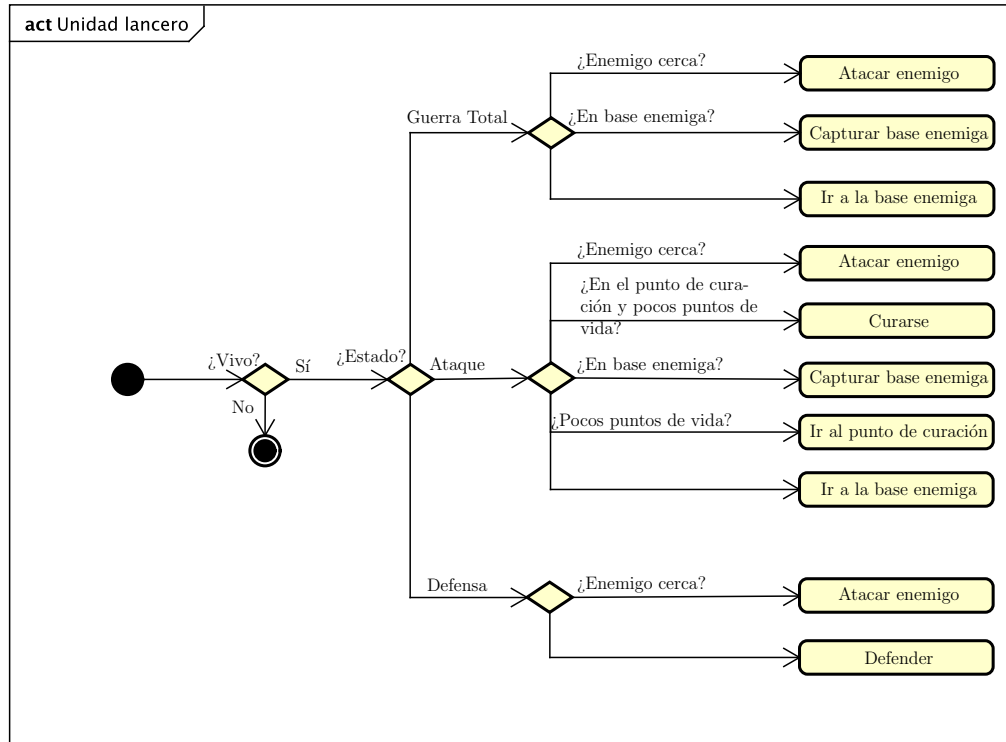 act Unidad lancero
¿Enemigo cerca?
Atacar enemigo
Guerra Total
¿En base enemiga?
Capturar base enemiga
Ir a la base enemiga
¿Enemigo cerca?
Atacar enemigo
¿En el punto de cura-
ción y pocos puntos de
vida?
Curarse
¿Vivo?
Sí
¿Estado?
Ataque
¿En base enemiga?
Capturar base enemiga
No
¿Pocos puntos de vida?
Ir al punto de curación
Ir a la base enemiga
Defensa
¿Enemigo cerca?
Atacar enemigo
Defender